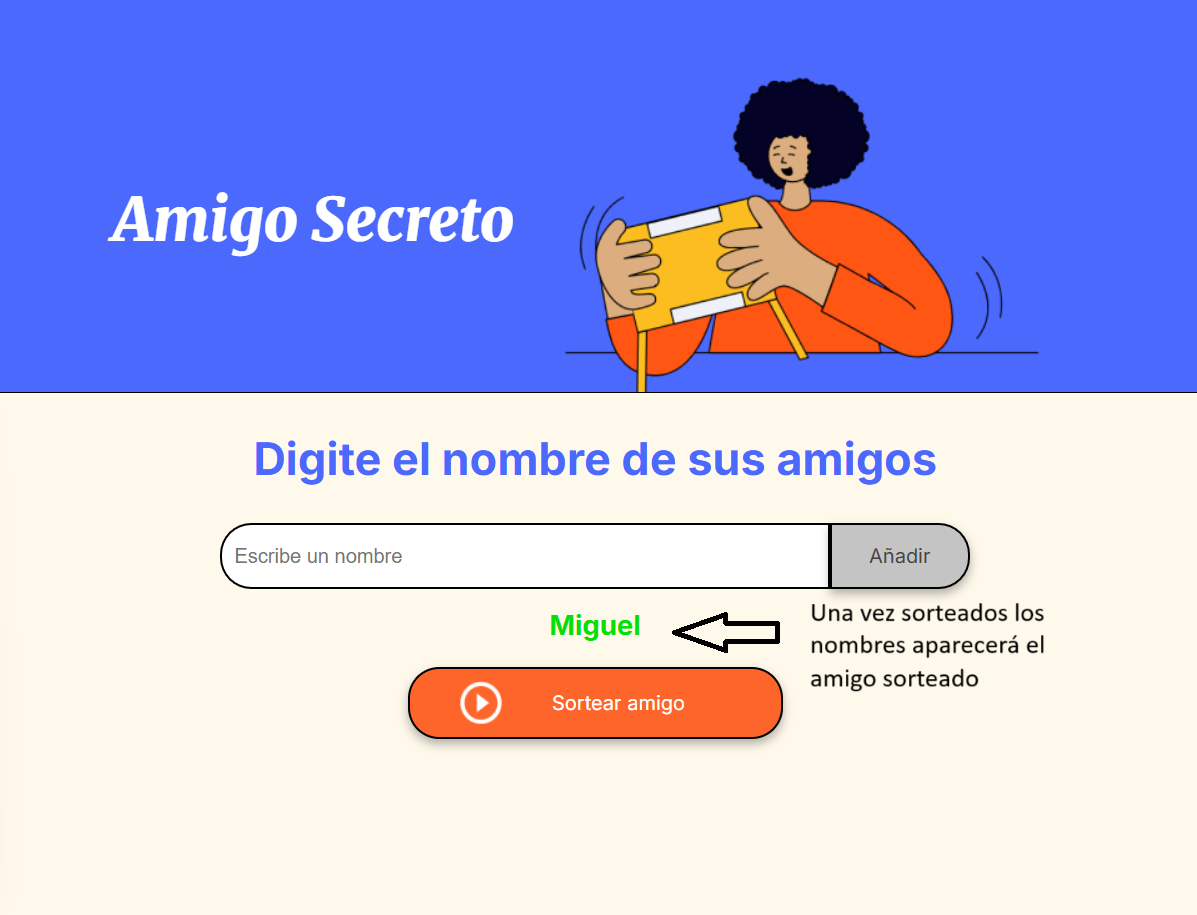 Amigo Secreto
Digite el nombre de sus amigos
Escribe un nombre
Añadir
Miguel
Una vez sorteados los
nombres aparecerá el
amigo sorteado
Sortear amigo